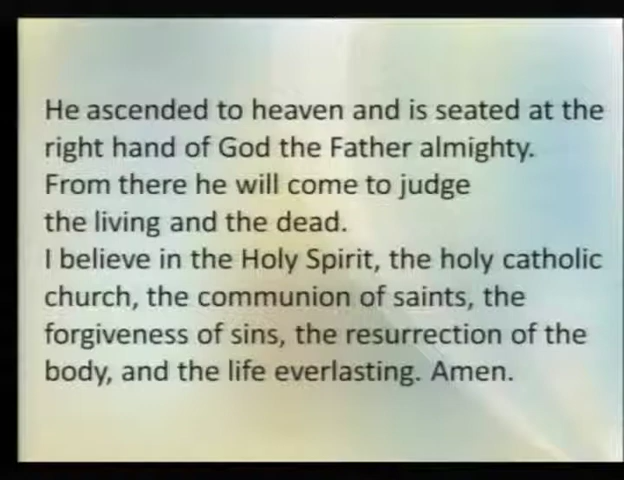 He ascended to heaven and is seated at the
right hand of God the Father almighty.
From there he will come to judge
the living and the dead.
I believe in the Holy Spirit, the holy catholic
church, the communion of saints, the
forgiveness of sins, the resurrection of the
body, and the life everlasting. Amen.